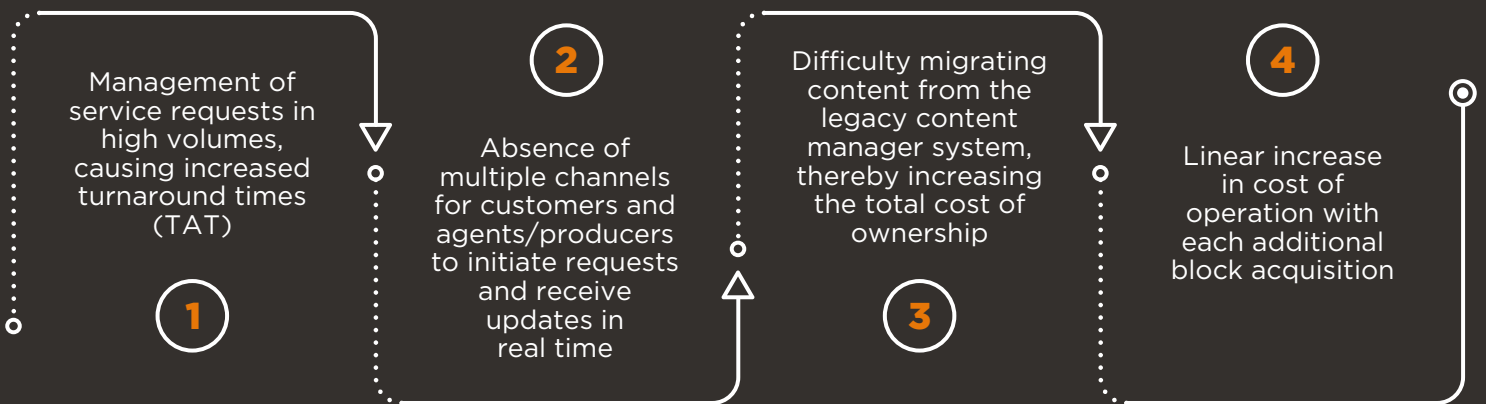 Management of
service requests in
high volumes,
causing increased
turnaround times
(TAT)
1
2
Absence of
multiple channels
for customers and
agents/producers
to initiate requests
and receive
updates in
real time
Difficulty migrating
content from the
legacy content
manager system,
thereby increasing
the total cost of
ownership
3
4
Linear increase
in cost of
operation with
each additional
block acquisition